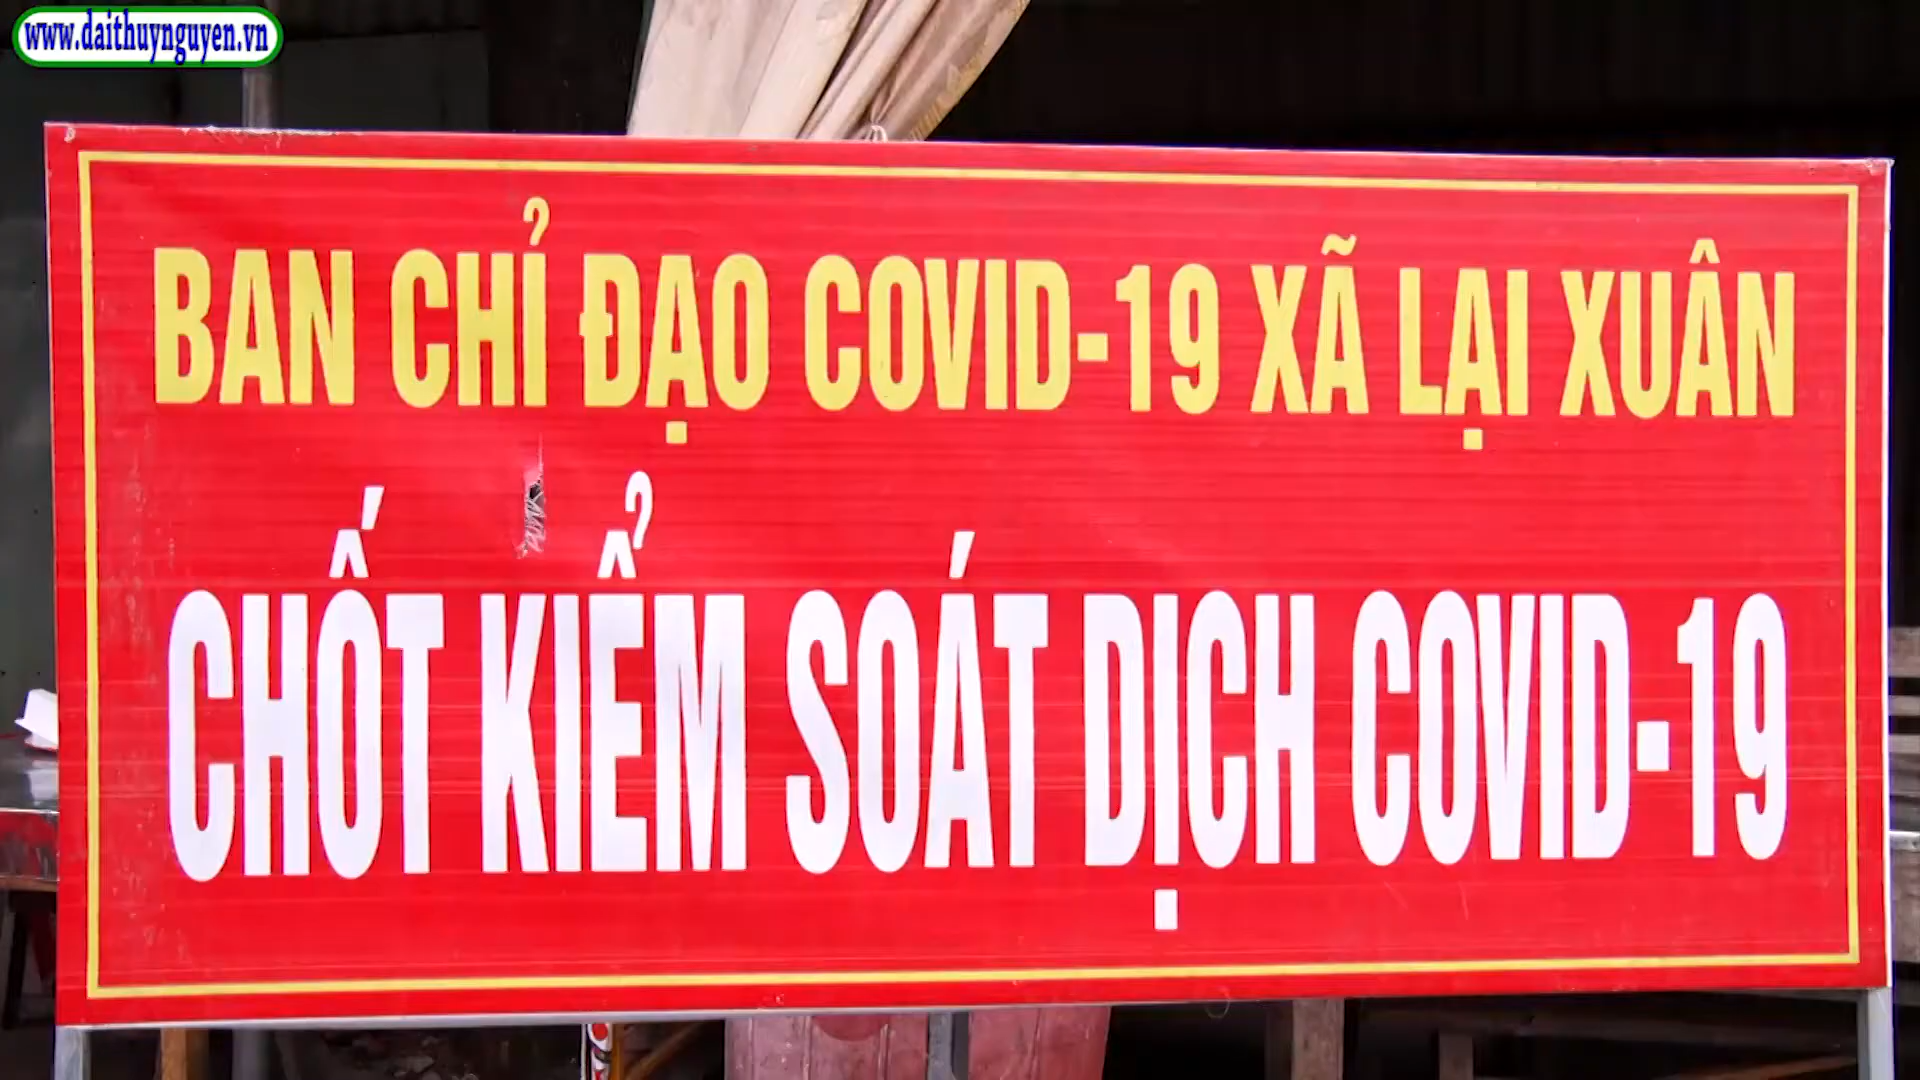 www.daithuynguyen.vn
BAN CHỈ ĐẠO COVID-19 XÃ LẠI XUÂN
CHỐT KIỂM SOÁT DỊCH COVID-19